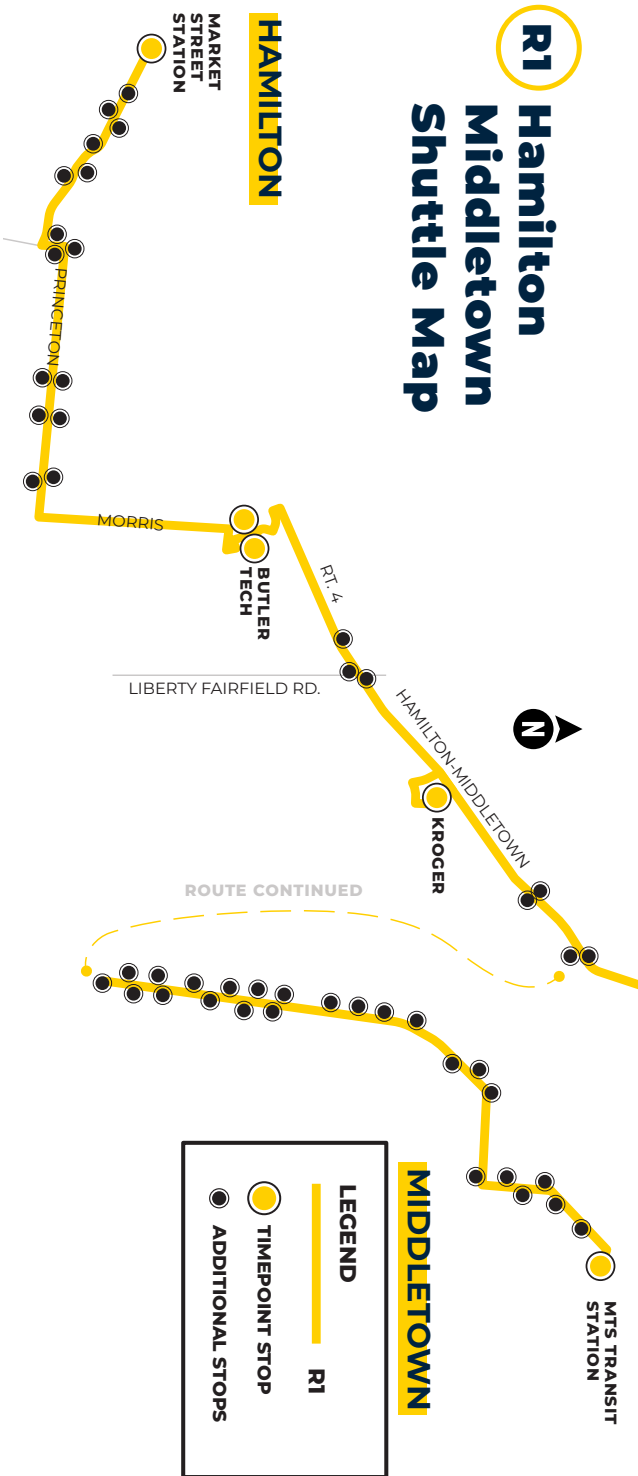 R1
Hamilton
Middletown
Shuttle Map
HAMILTON
MARKET
STREET
STATION
PRINCETON
MORRIS
BUTLER
TECH
RT. 4
LIBERTY FAIRFIELD RD.
HAMILTON-MIDDLETOWN
N
KROGER
ROUTE CONTINUED
MIDDLETOWN
MTS TRANSIT
STATION
LEGEND
R1
TIMEPOINT STOP
ADDITIONAL STOPS